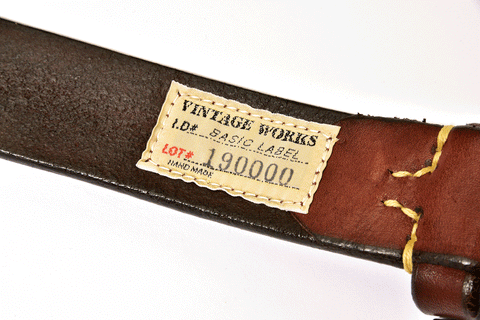 VINTAGE WORKS
I.D# BASIC LABEL
LOT# 190000
HAND MADE